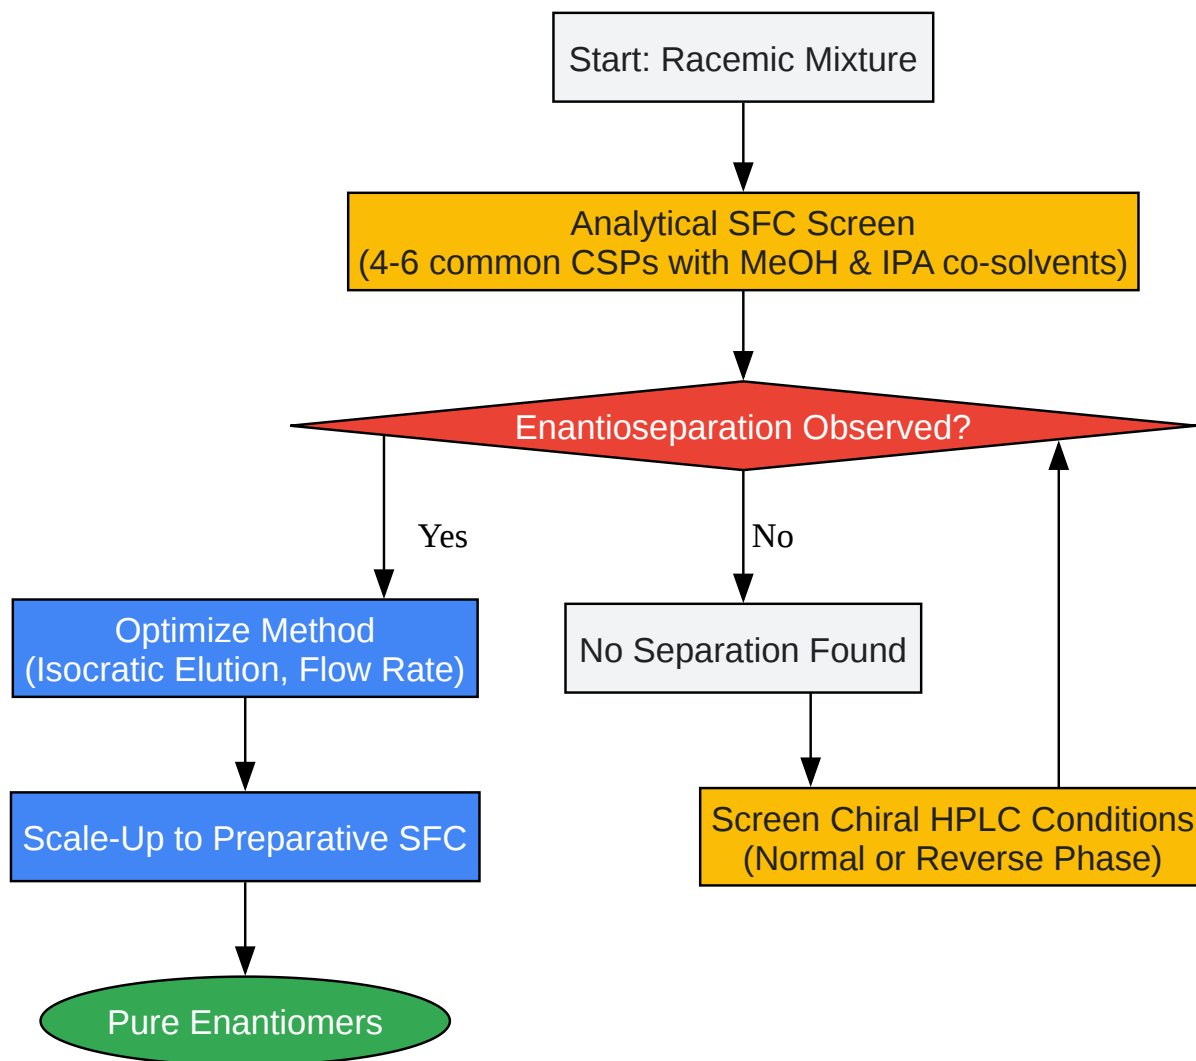 Start: Racemic Mixture
Analytical SFC Screen
(4-6 common CSPs with MeOH & IPA co-solvents)
Enantioseparation Observed?
Yes
No
Optimize Method
(Isocratic Elution, Flow Rate)
No Separation Found
Scale-Up to Preparative SFC
Screen Chiral HPLC Conditions
(Normal or Reverse Phase)
Pure Enantiomers